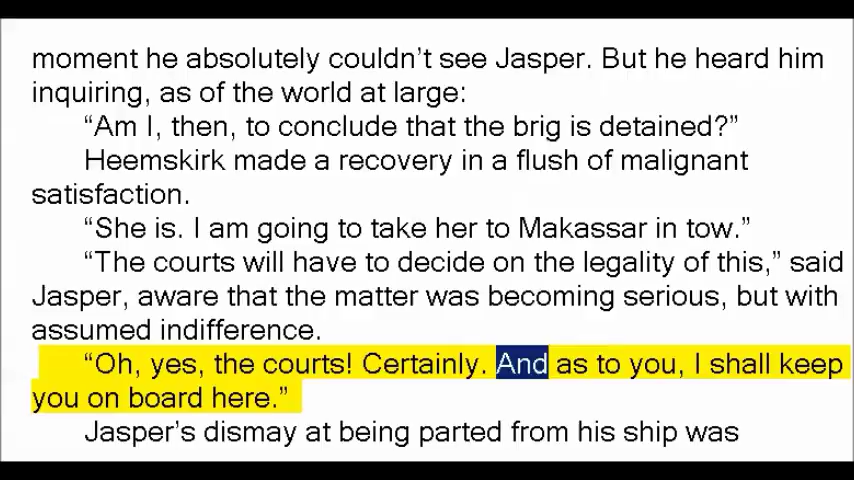 moment he absolutely couldn’t see Jasper. But he heard him
inquiring, as of the world at large:
“Am I, then, to conclude that the brig is detained?”
Heemskirk made a recovery in a flush of malignant
satisfaction.
“She is. I am going to take her to Makassar in tow.”
“The courts will have to decide on the legality of this,” said
Jasper, aware that the matter was becoming serious, but with
assumed indifference.
“Oh, yes, the courts! Certainly. And as to you, I shall keep
you on board here.”
Jasper’s dismay at being parted from his ship was